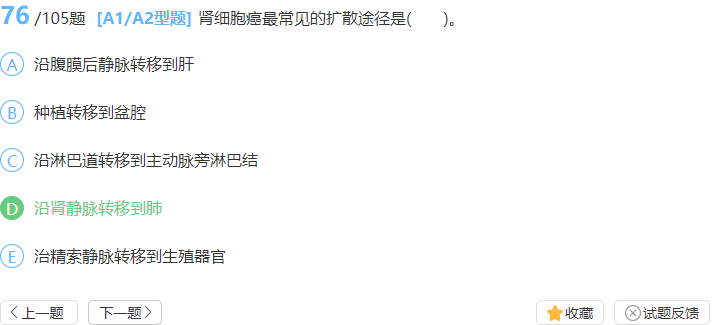 76 /105题 [A1/A2型题] 肾细胞癌最常见的扩散途径是(  )。
A 沿腹膜后静脉转移到肝
B 种植转移到盆腔
C 沿淋巴道转移到主动脉旁淋巴结
D 沿肾静脉转移到肺
E 治精索静脉转移到生殖器官
上一题 下一题 收藏 试题反馈